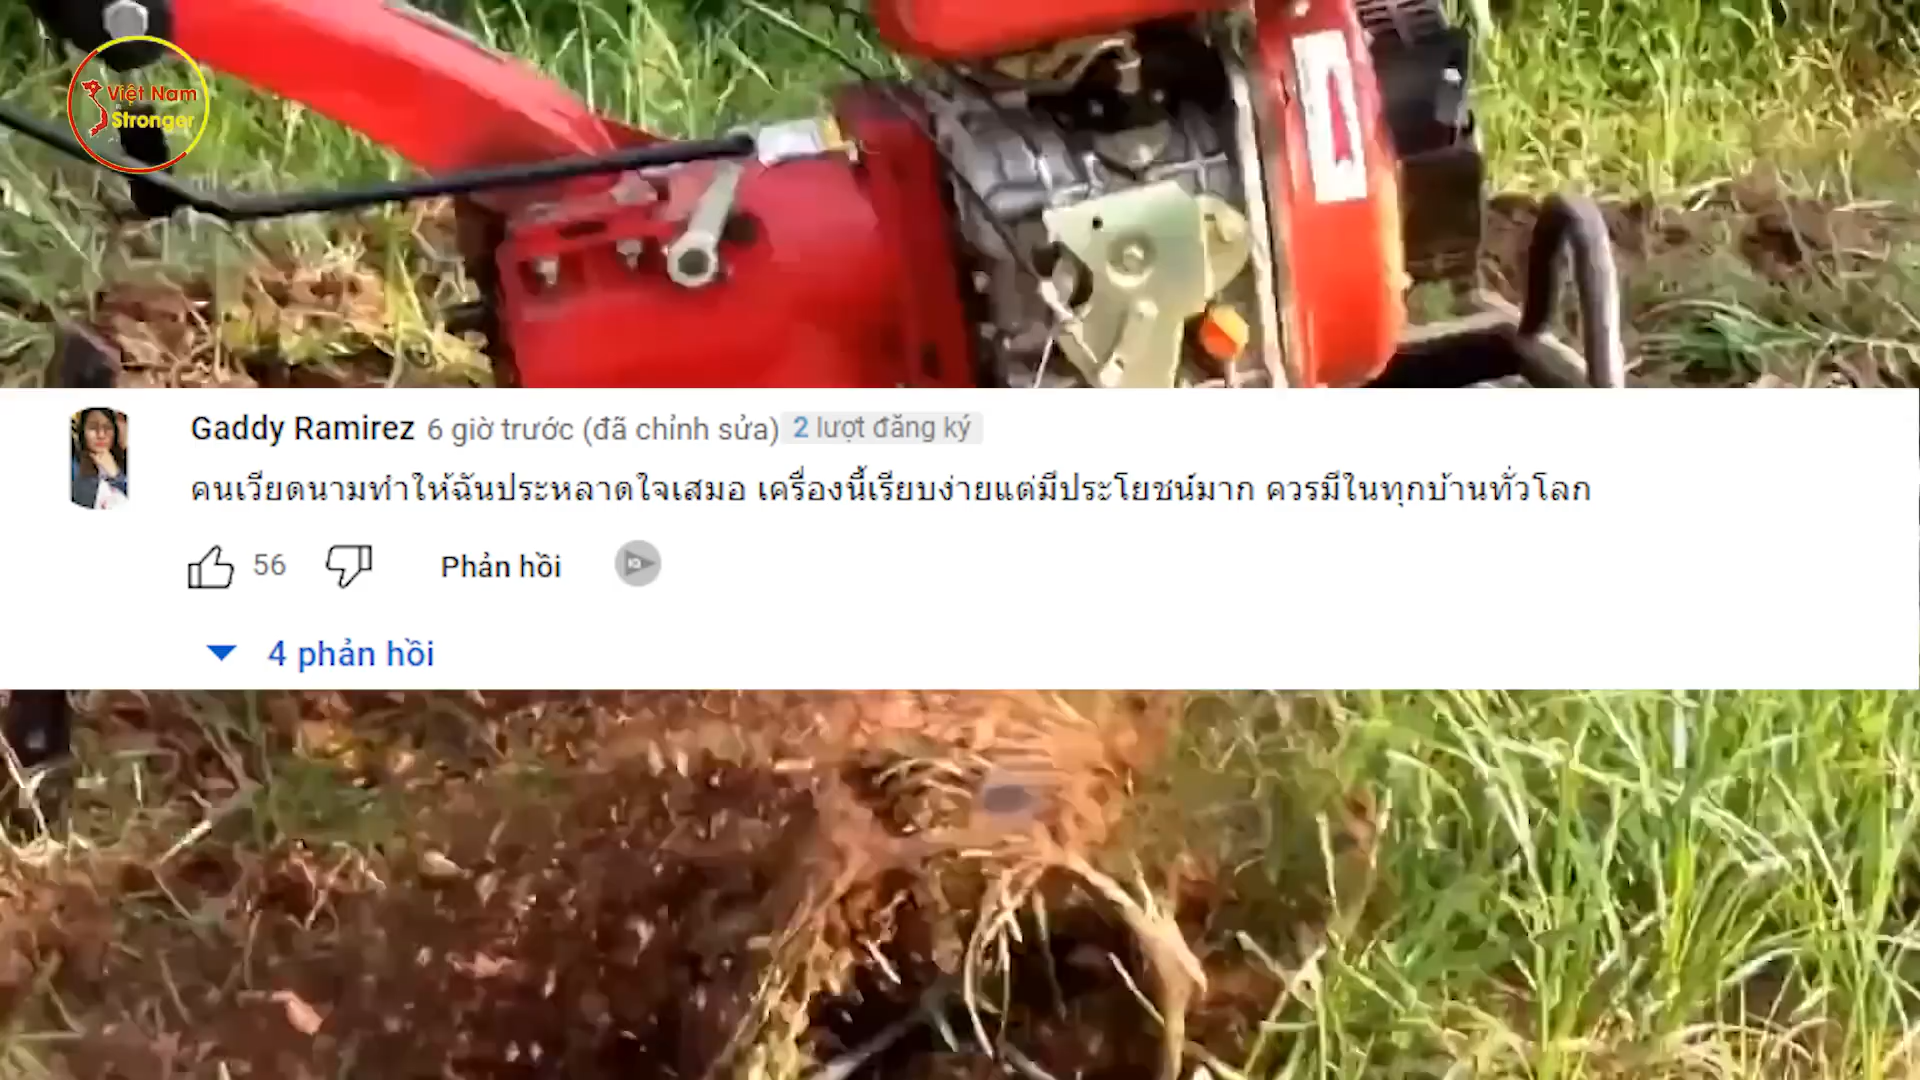 Việt Nam
Stronger
Gaddy Ramirez 6 giờ trước (đã chỉnh sửa) 2 lượt đăng ký
คนเวียดนามทำให้ฉันประหลาดใจเสมอ เครื่องนี้เรียบง่ายแต่มีประโยชน์มาก ควรมีในทุกบ้านทั่วโลก
56 Phản hồi
4 phản hồi